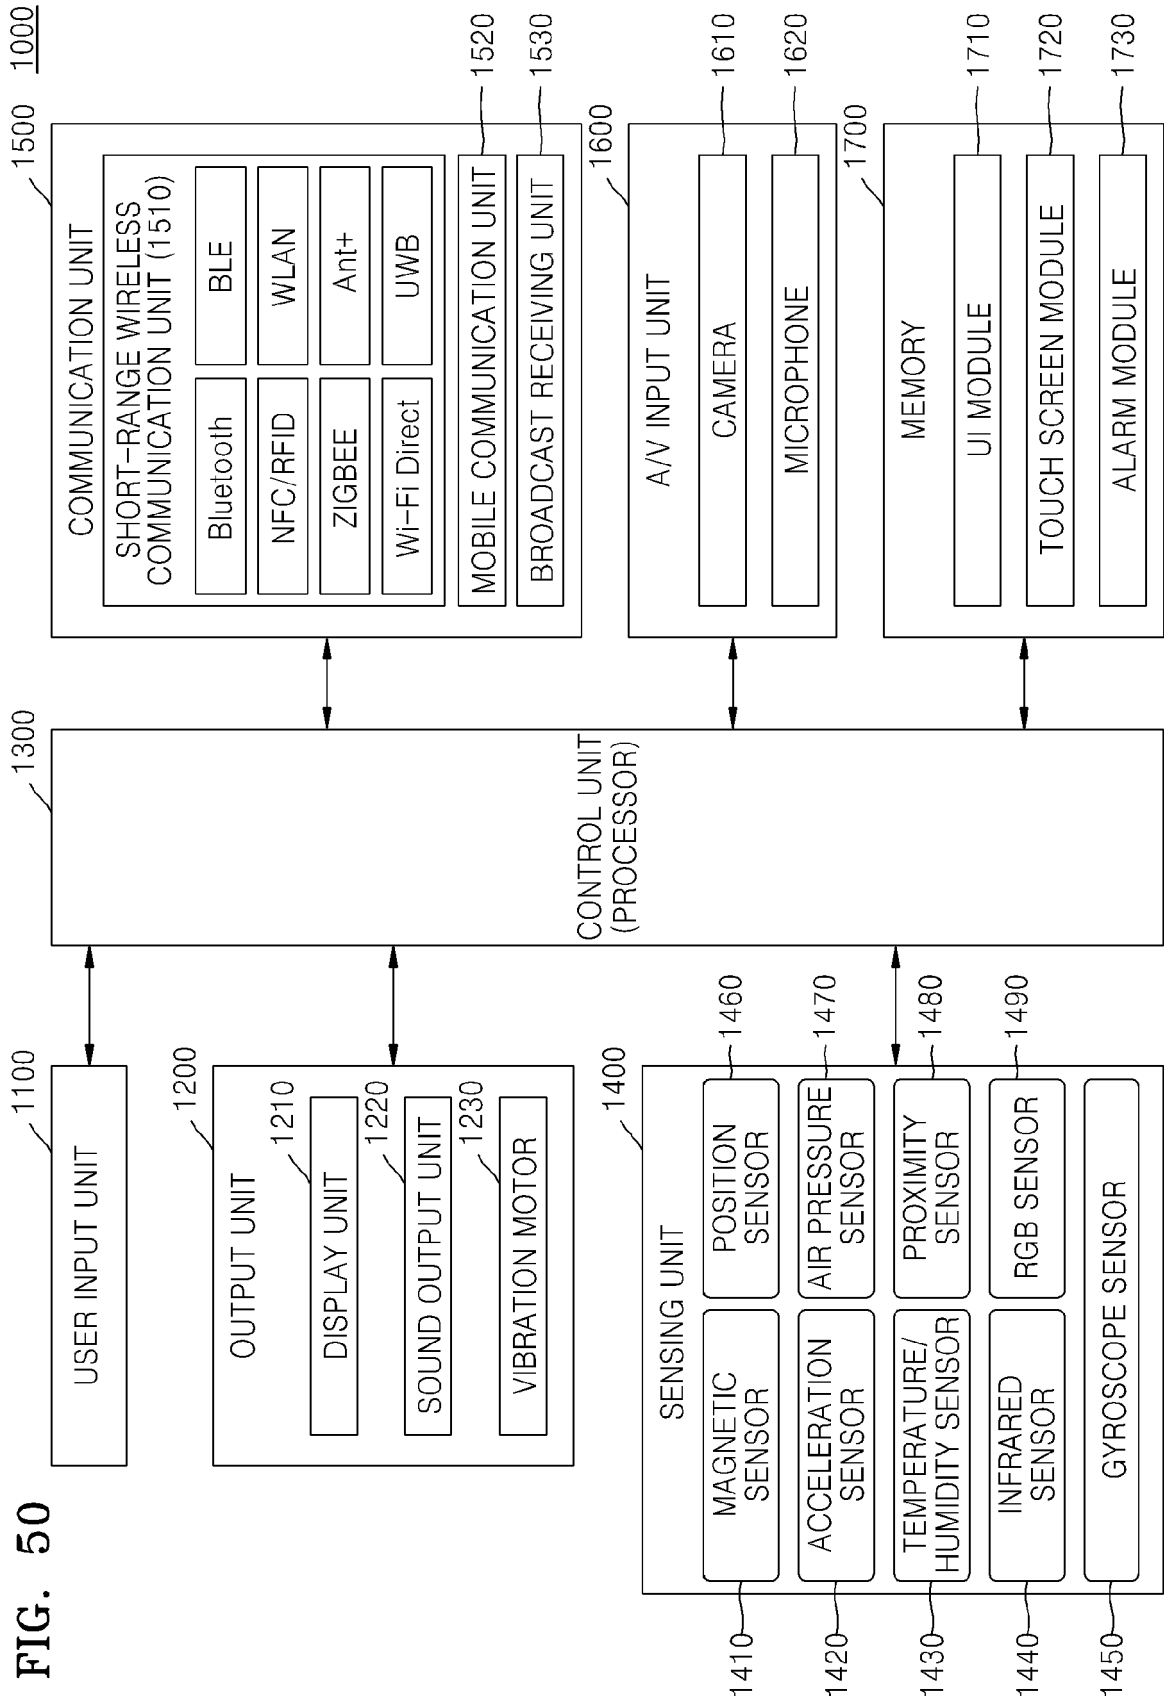 FIG. 50
1000
1100
USER INPUT UNIT
1200
OUTPUT UNIT
1210
DISPLAY UNIT
1220
SOUND OUTPUT UNIT
1230
VIBRATION MOTOR
1300
CONTROL UNIT
(PROCESSOR)
1400
SENSING UNIT
1410
MAGNETIC
SENSOR
POSITION
SENSOR
1460
1420
ACCELERATION
SENSOR
AIR PRESSURE
SENSOR
1470
1430
TEMPERATURE/
HUMIDITY SENSOR
PROXIMITY
SENSOR
1480
1440
INFRARED
SENSOR
RGB SENSOR
1490
1450
GYROSCOPE SENSOR
1500
COMMUNICATION UNIT
SHORT-RANGE WIRELESS
COMMUNICATION UNIT (1510)
Bluetooth
BLE
NFC/RFID
WLAN
ZIGBEE
Ant+
Wi-Fi Direct
UWB
MOBILE COMMUNICATION UNIT
1520
BROADCAST RECEIVING UNIT
1530
1600
A/V INPUT UNIT
CAMERA
1610
MICROPHONE
1620
1700
MEMORY
UI MODULE
1710
TOUCH SCREEN MODULE
1720
ALARM MODULE
1730